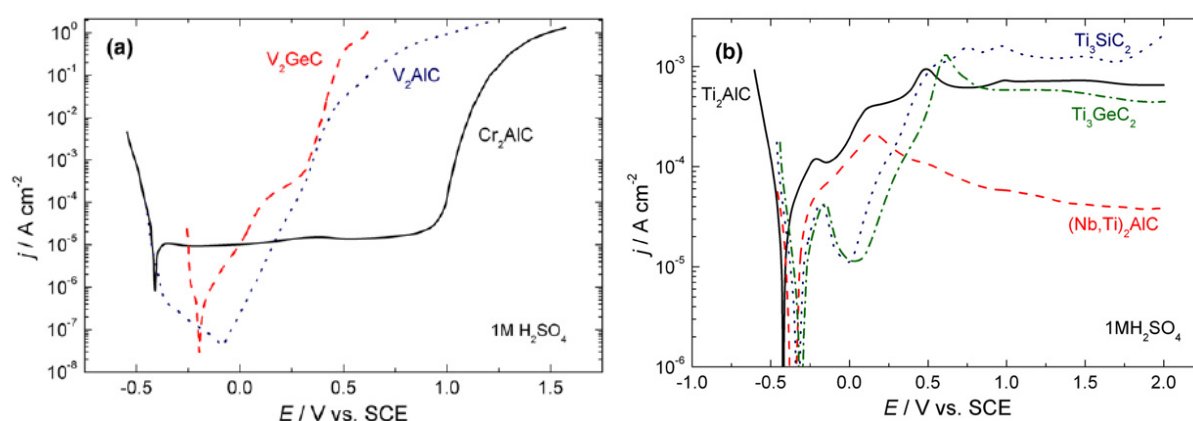 (a)
10⁰
10⁻¹
10⁻²
10⁻³
10⁻⁴
10⁻⁵
10⁻⁶
10⁻⁷
10⁻⁸
j / A cm⁻²
V₂GeC
V₂AlC
Cr₂AlC
1M H₂SO₄
-0.5 0.0 0.5 1.0 1.5
E / V vs. SCE
(b)
10⁻³
10⁻⁴
10⁻⁵
10⁻⁶
j / A cm⁻²
Ti₃SiC₂
Ti₂AlC
Ti₃GeC₂
(Nb,Ti)₂AlC
1MH₂SO₄
-1.0 -0.5 0.0 0.5 1.0 1.5 2.0
E / V vs. SCE